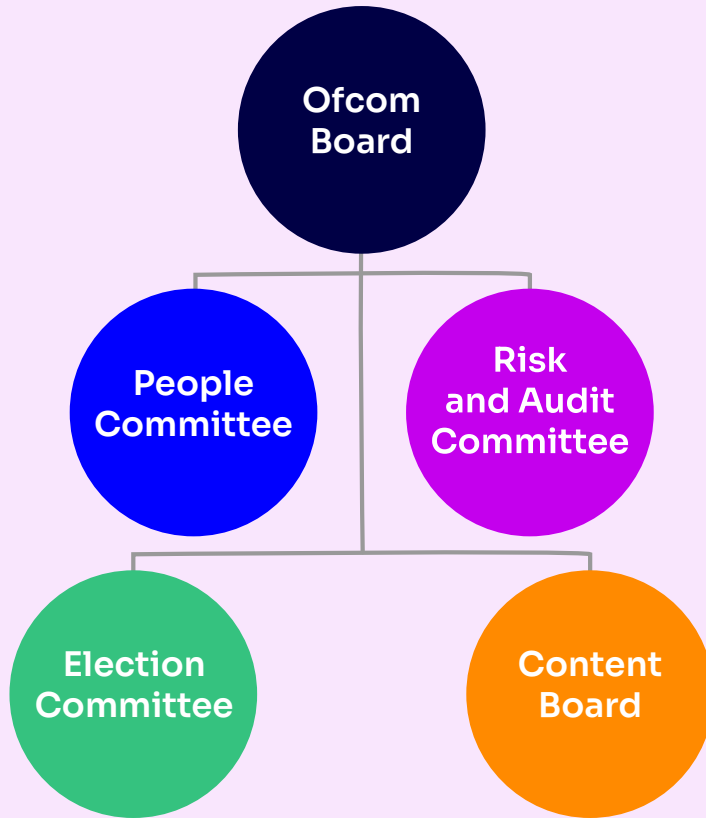 Ofcom
Board
People
Committee
Risk
and Audit
Committee
Election
Committee
Content
Board